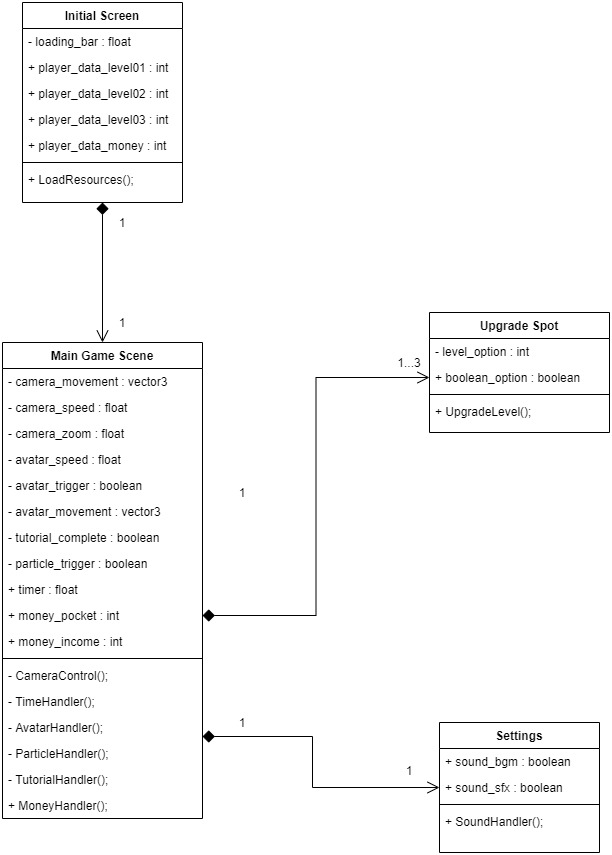 Initial Screen
- loading_bar : float
+ player_data_level01 : int
+ player_data_level02 : int
+ player_data_level03 : int
+ player_data_money : int
+ LoadResources();
1
1
Main Game Scene
- camera_movement : vector3
- camera_speed : float
- camera_zoom : float
- avatar_speed : float
- avatar_trigger : boolean
- avatar_movement : vector3
- tutorial_complete : boolean
- particle_trigger : boolean
+ timer : float
+ money_pocket : int
+ money_income : int
- CameraControl();
- TimeHandler();
- AvatarHandler();
- ParticleHandler();
- TutorialHandler();
+ MoneyHandler();
1
1...3
Upgrade Spot
- level_option : int
+ boolean_option : boolean
+ UpgradeLevel();
1
1
Settings
+ sound_bgm : boolean
+ sound_sfx : boolean
+ SoundHandler();